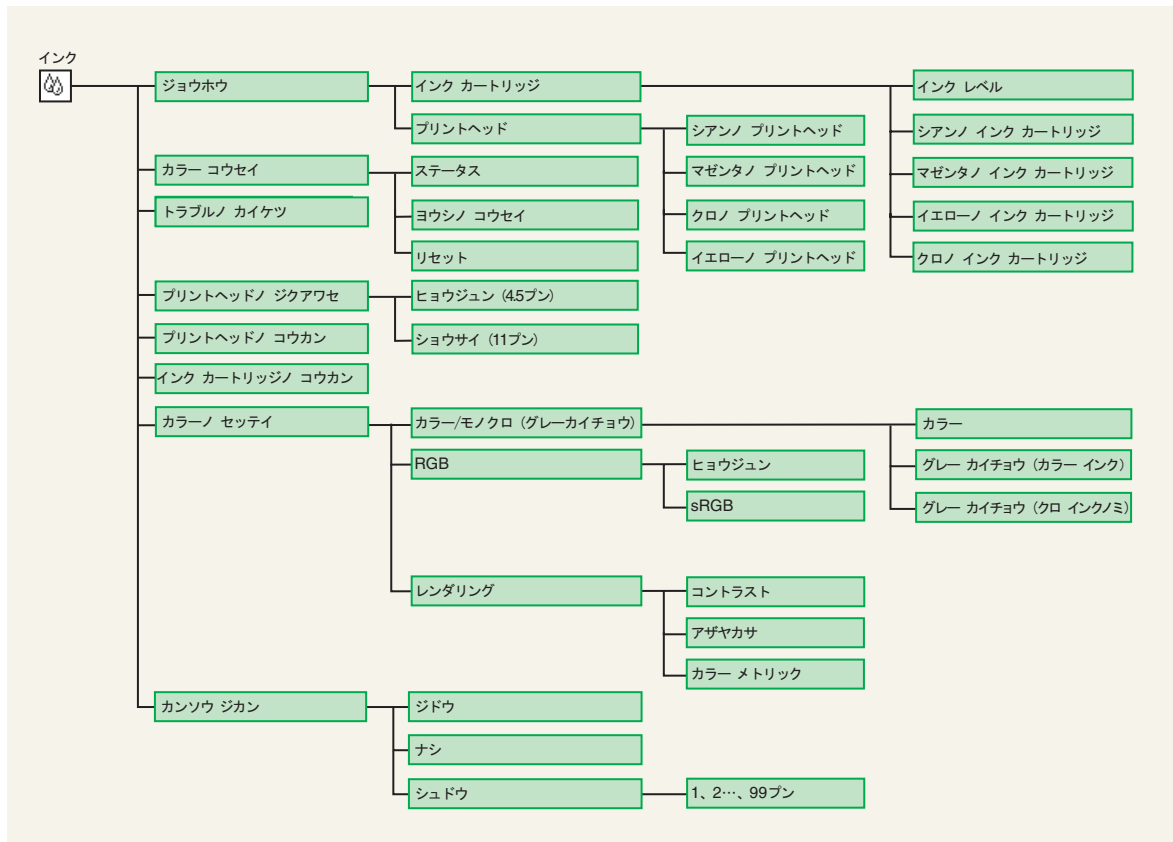 インク
ジョウホウ
インク カートリッジ
インク レベル
シアンノ インク カートリッジ
マゼンタノ インク カートリッジ
イエローノ インク カートリッジ
クロノ インク カートリッジ
プリントヘッド
シアンノ プリントヘッド
マゼンタノ プリントヘッド
クロノ プリントヘッド
イエローノ プリントヘッド
カラー コウセイ
ステータス
ヨウシノ コウセイ
リセット
トラブルノ カイケツ
プリントヘッドノ ジクアワセ
ヒョウジュン (4.5プン)
ショウサイ (11プン)
プリントヘッドノ コウカン
インク カートリッジノ コウカン
カラーノ セッテイ
カラー/モノクロ (グレーカイチョウ)
カラー
グレー カイチョウ (カラー インク)
グレー カイチョウ (クロ インクノミ)
RGB
ヒョウジュン
sRGB
レンダリング
コントラスト
アザヤカサ
カラー メトリック
カンソウ ジカン
ジドウ
ナシ
シュドウ
1、2…、99プン